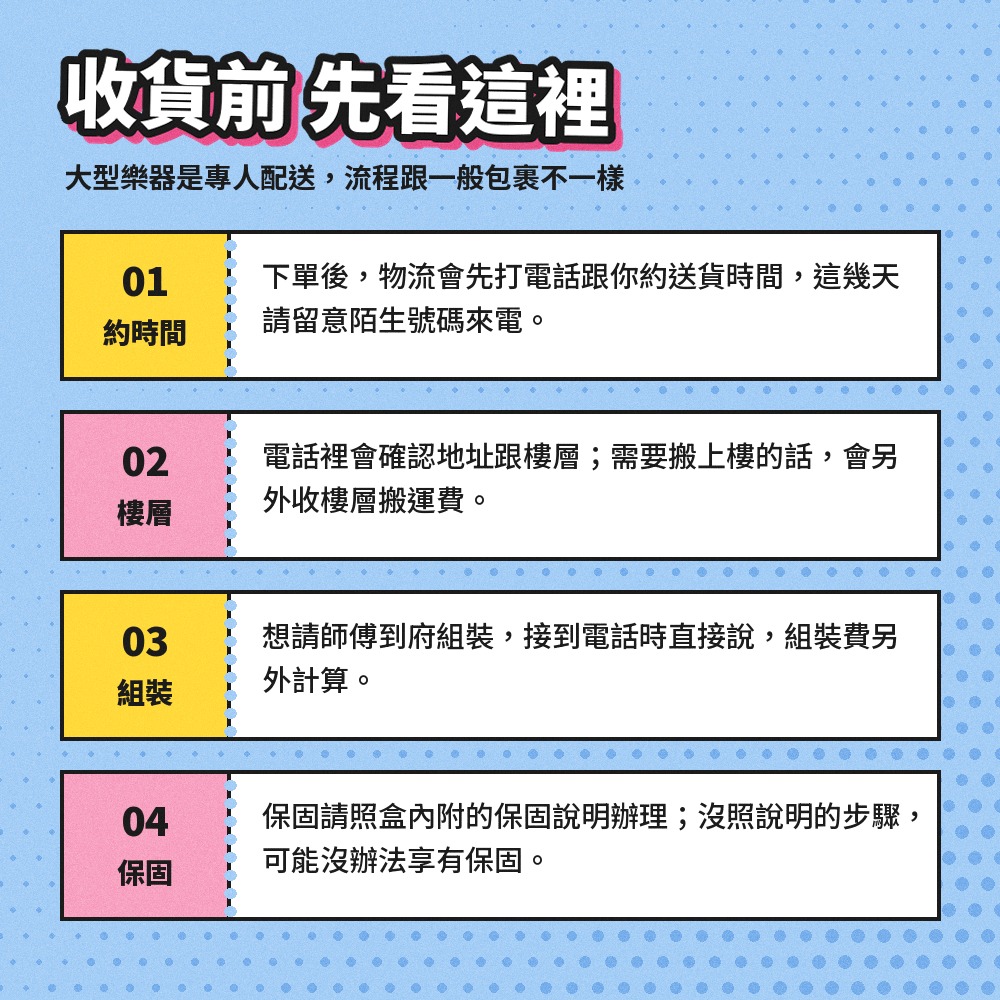 收貨前 先看這裡
大型樂器是專人配送，流程跟一般包裹不一樣
01
約時間
下單後，物流會先打電話跟你約送貨時間，這幾天
請留意陌生號碼來電。
02
樓層
電話裡會確認地址跟樓層；需要搬上樓的話，會另
外收樓層搬運費。
03
組裝
想請師傅到府組裝，接到電話時直接說，組裝費另
外計算。
04
保固
保固請照盒內附的保固說明辦理；沒照說明的步驟，
可能沒辦法享有保固。